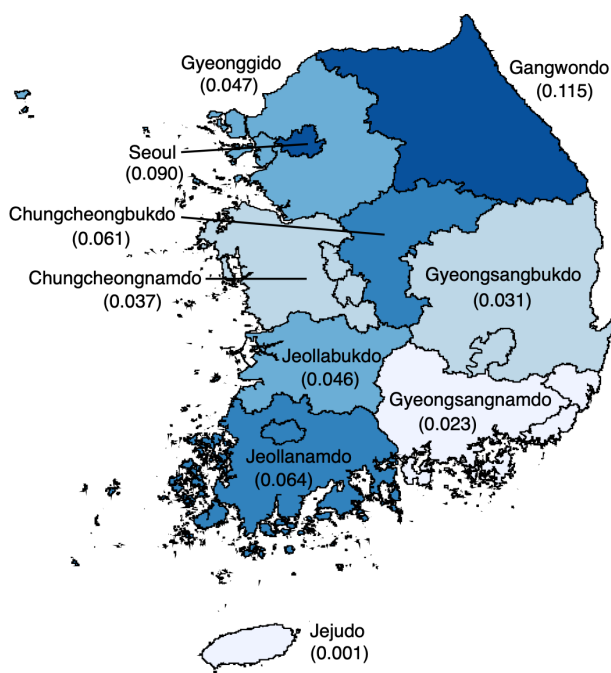 Gyeonggido
(0.047)
Gangwondo
(0.115)
Seoul
(0.090)
Chungcheongbukdo
(0.061)
Chungcheongnamdo
(0.037)
Gyeongsangbukdo
(0.031)
Jeollabukdo
(0.046)
Gyeongsangnamdo
(0.023)
Jeollanamdo
(0.064)
Jejudo
(0.001)